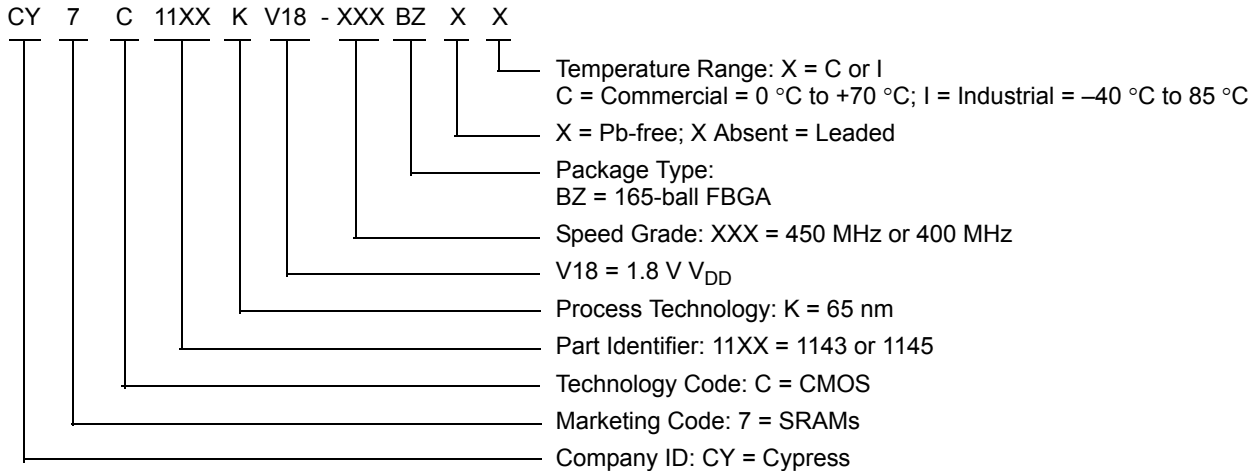 CY 7 C 11XX K V18 - XXX BZ X X
Temperature Range: X = C or I
C = Commercial = 0 °C to +70 °C; I = Industrial = –40 °C to 85 °C
X = Pb-free; X Absent = Leaded
Package Type:
BZ = 165-ball FBGA
Speed Grade: XXX = 450 MHz or 400 MHz
V18 = 1.8 V VDD
Process Technology: K = 65 nm
Part Identifier: 11XX = 1143 or 1145
Technology Code: C = CMOS
Marketing Code: 7 = SRAMs
Company ID: CY = Cypress